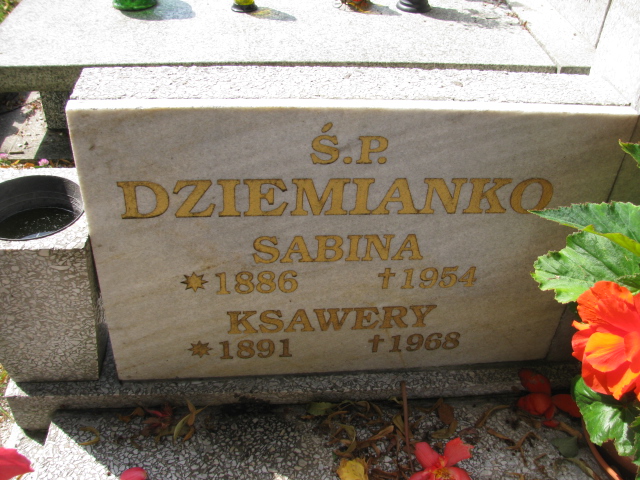 Ś.P.
DZIEMIANKO
SABINA
✴1886 †1954
KSAWERY
✴1891 †1968